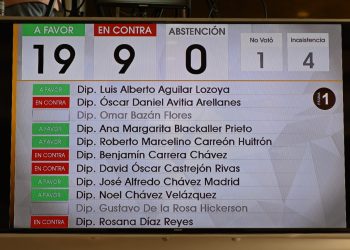 A FAVOR EN CONTRA ABSTENCIÓN
19 9 0
No Votó Inasistencia
1 4
A FAVOR Dip. Luis Alberto Aguilar Lozoya
EN CONTRA Dip. Óscar Daniel Avitia Arellanes
Dip. Omar Bazán Flores
A FAVOR Dip. Ana Margarita Blackaller Prieto
A FAVOR Dip. Roberto Marcelino Carreón Huitrón
EN CONTRA Dip. Benjamín Carrera Chávez
EN CONTRA Dip. David Óscar Castrejón Rivas
A FAVOR Dip. José Alfredo Chávez Madrid
A FAVOR Dip. Noel Chávez Velázquez
Dip. Gustavo De la Rosa Hickerson
EN CONTRA Dip. Rosana Díaz Reyes
1